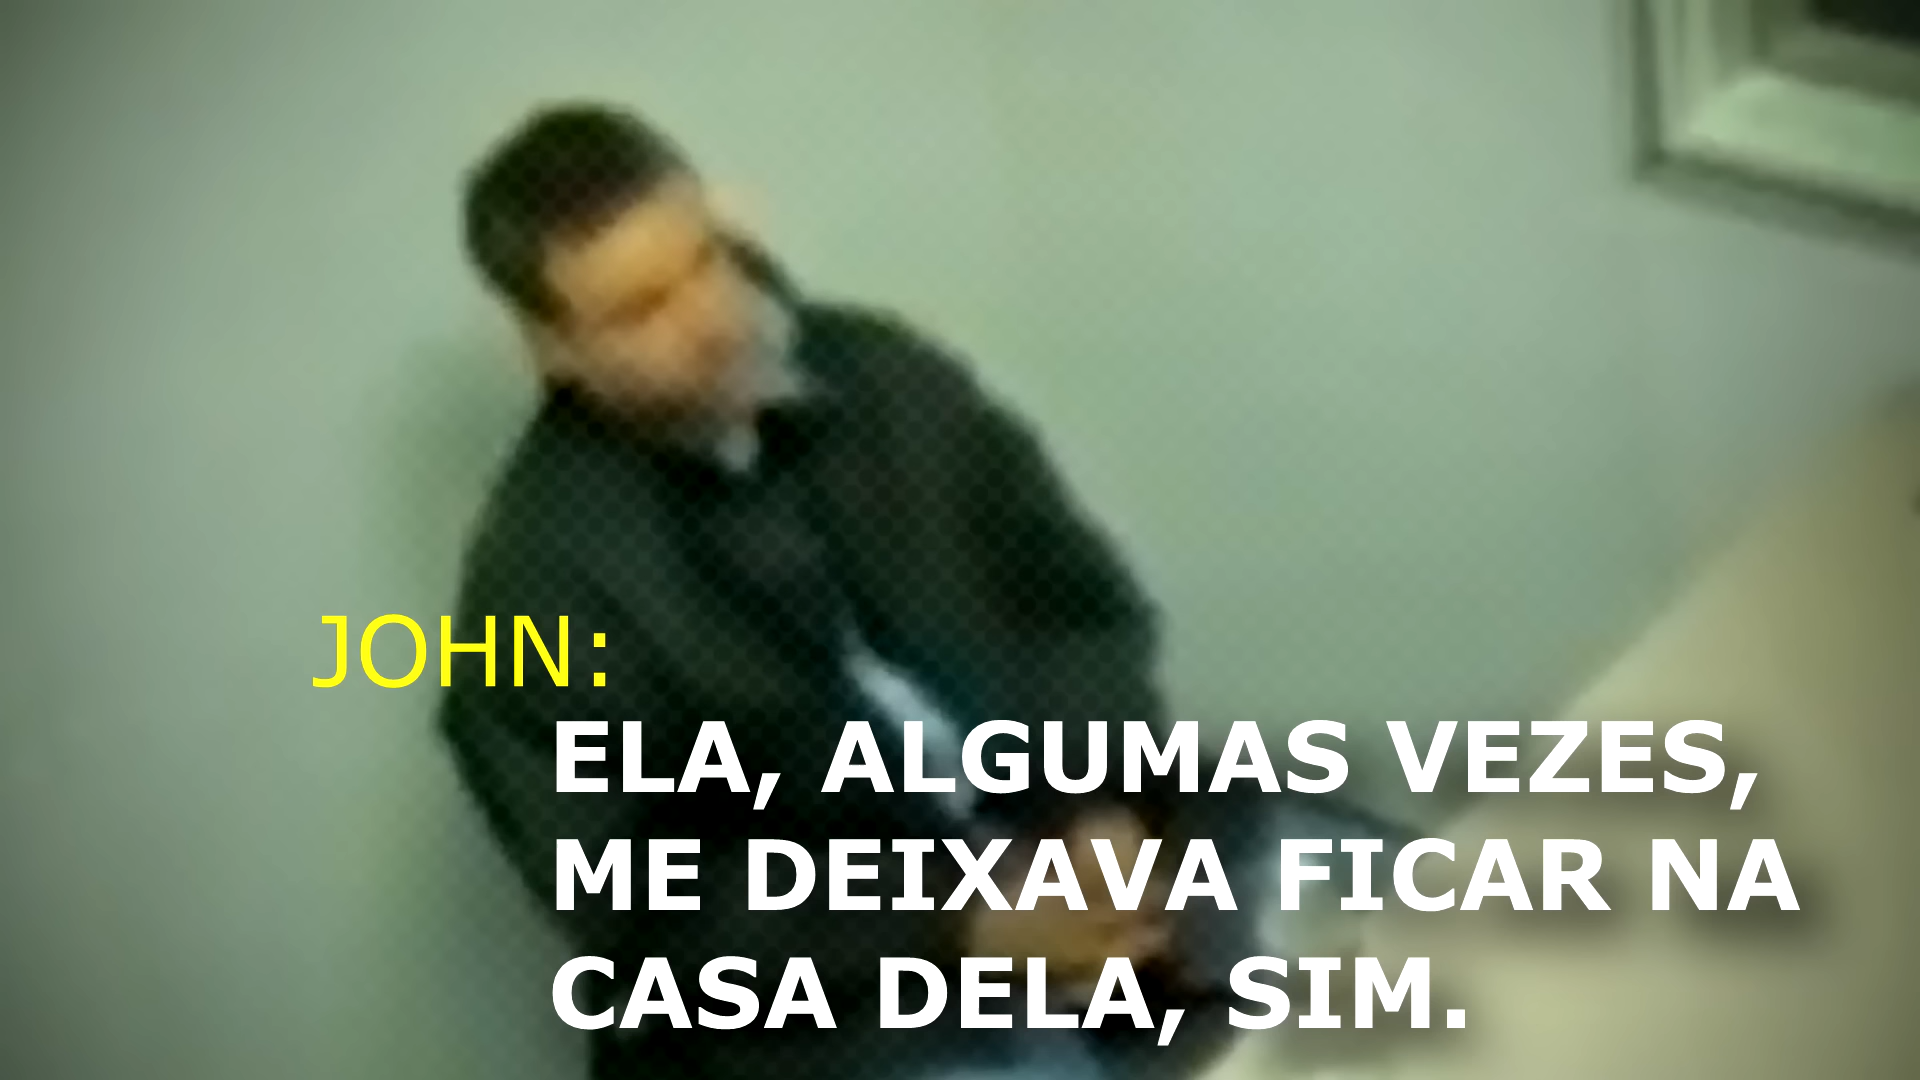 JOHN:
ELA, ALGUMAS VEZES,
ME DEIXAVA FICAR NA
CASA DELA, SIM.